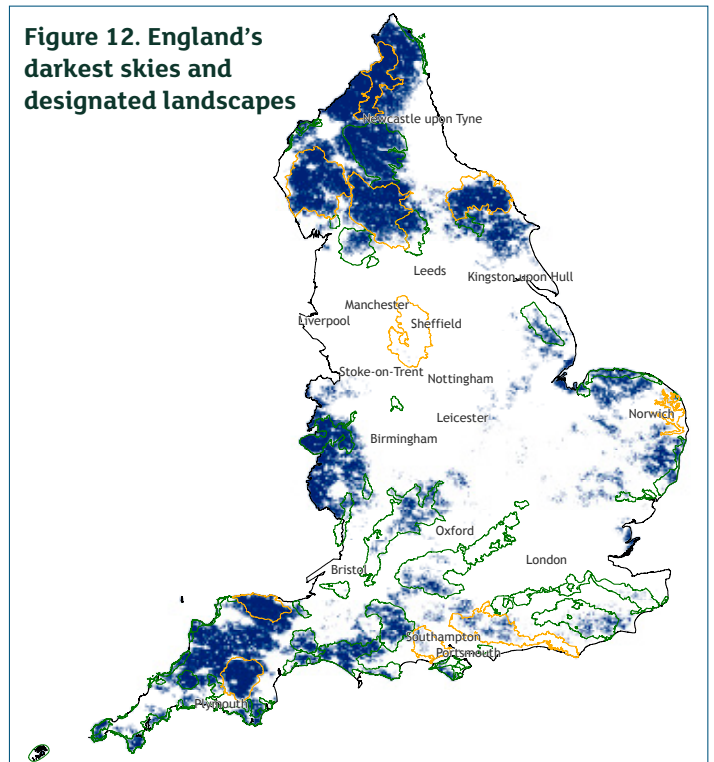 Figure 12. England's
darkest skies and
designated landscapes
Newcastle upon Tyne
Leeds
Kingston upon Hull
Manchester
Liverpool
Sheffield
Stoke-on-Trent
Nottingham
Leicester
Norwich
Birmingham
Oxford
London
Bristol
Southampton
Portsmouth
Plymouth